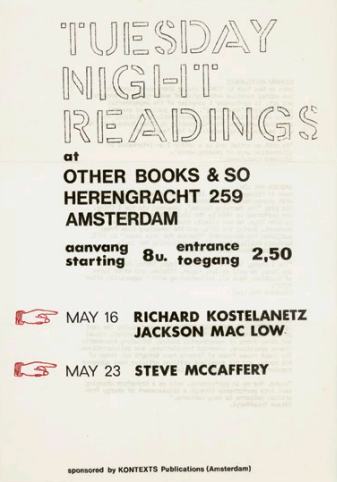 TUESDAY
NIGHT
READINGS
at
OTHER BOOKS & SO
HERENGRACHT 259
AMSTERDAM
aanvang entrance
starting 8u. toegang 2,50
MAY 16 RICHARD KOSTELANETZ
JACKSON MAC LOW
MAY 23 STEVE MCCAFFERY
sponsored by KONTEXTS Publications (Amsterdam)